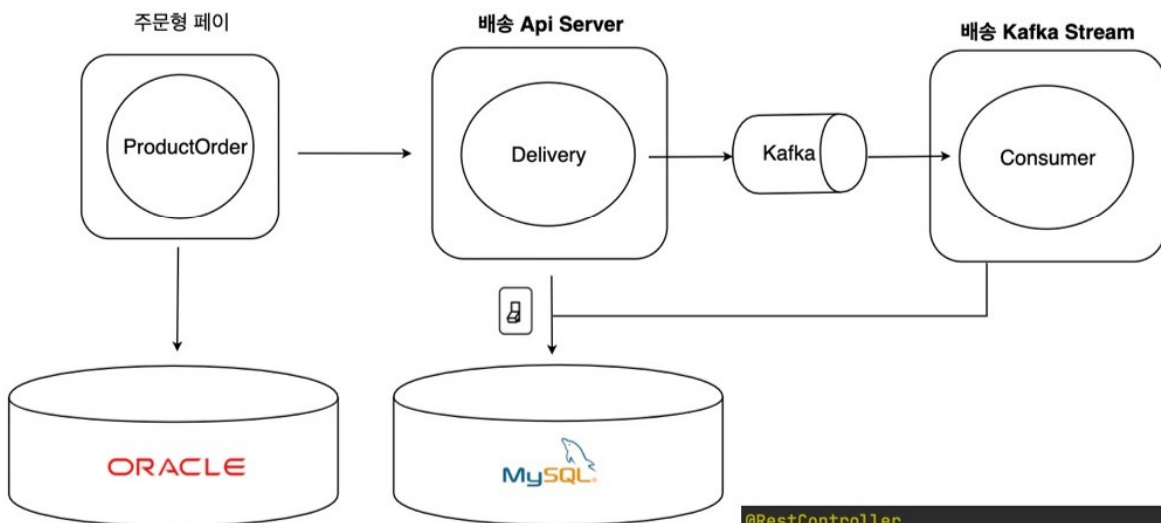 주문형 페이
배송 Api Server
배송 Kafka Stream
ProductOrder
Delivery
Kafka
Consumer
ORACLE
MySQL
@RestController